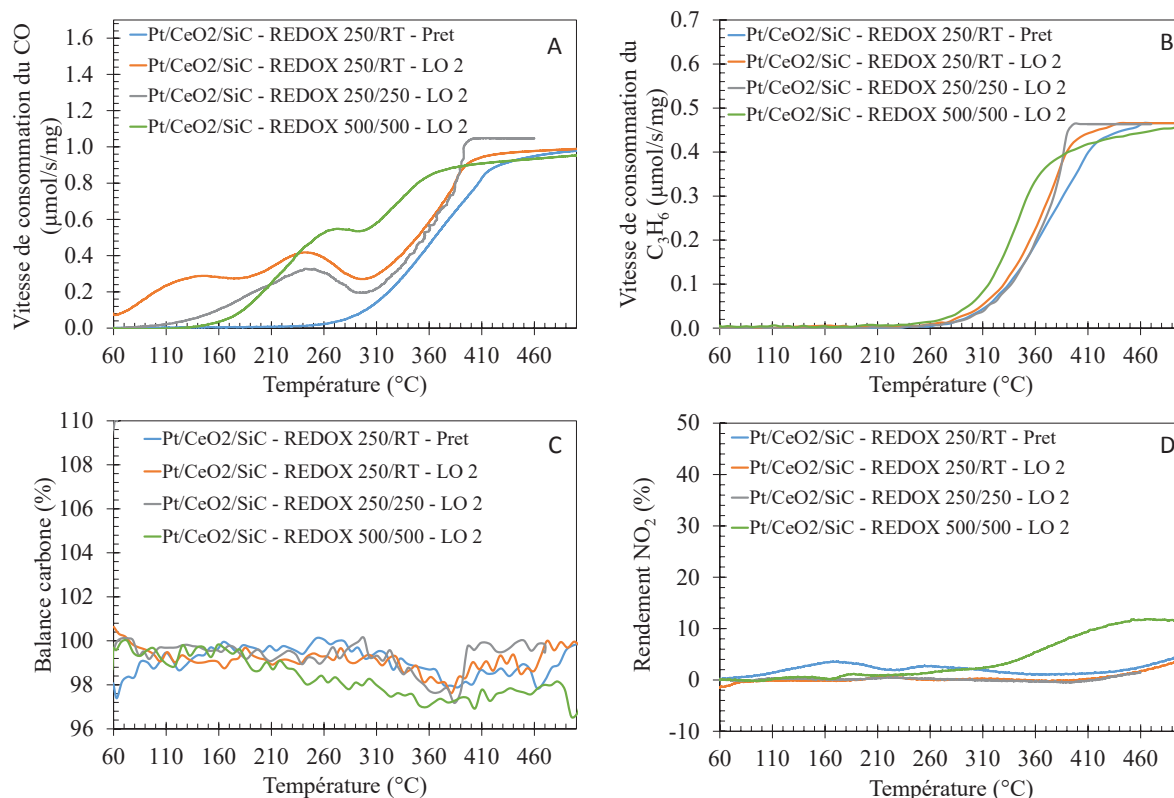 A
Pt/CeO2/SiC - REDOX 250/RT - Pret
Pt/CeO2/SiC - REDOX 250/RT - LO 2
Pt/CeO2/SiC - REDOX 250/250 - LO 2
Pt/CeO2/SiC - REDOX 500/500 - LO 2
Vitesse de consommation du CO
(µmol/s/mg)
1.6
1.4
1.2
1.0
0.8
0.6
0.4
0.2
0.0
60 110 160 210 260 310 360 410 460
Température (°C)
B
Pt/CeO2/SiC - REDOX 250/RT - Pret
Pt/CeO2/SiC - REDOX 250/RT - LO 2
Pt/CeO2/SiC - REDOX 250/250 - LO 2
Pt/CeO2/SiC - REDOX 500/500 - LO 2
Vitesse de consommation du
C₃H₆ (µmol/s/mg)
0.7
0.6
0.5
0.4
0.3
0.2
0.1
0.0
60 110 160 210 260 310 360 410 460
Température (°C)
C
Pt/CeO2/SiC - REDOX 250/RT - Pret
Pt/CeO2/SiC - REDOX 250/RT - LO 2
Pt/CeO2/SiC - REDOX 250/250 - LO 2
Pt/CeO2/SiC - REDOX 500/500 - LO 2
Balance carbone (%)
110
108
106
104
102
100
98
96
60 110 160 210 260 310 360 410 460
Température (°C)
D
Pt/CeO2/SiC - REDOX 250/RT - Pret
Pt/CeO2/SiC - REDOX 250/RT - LO 2
Pt/CeO2/SiC - REDOX 250/250 - LO 2
Pt/CeO2/SiC - REDOX 500/500 - LO 2
Rendement NO₂ (%)
50
40
30
20
10
0
-10
60 110 160 210 260 310 360 410 460
Température (°C)